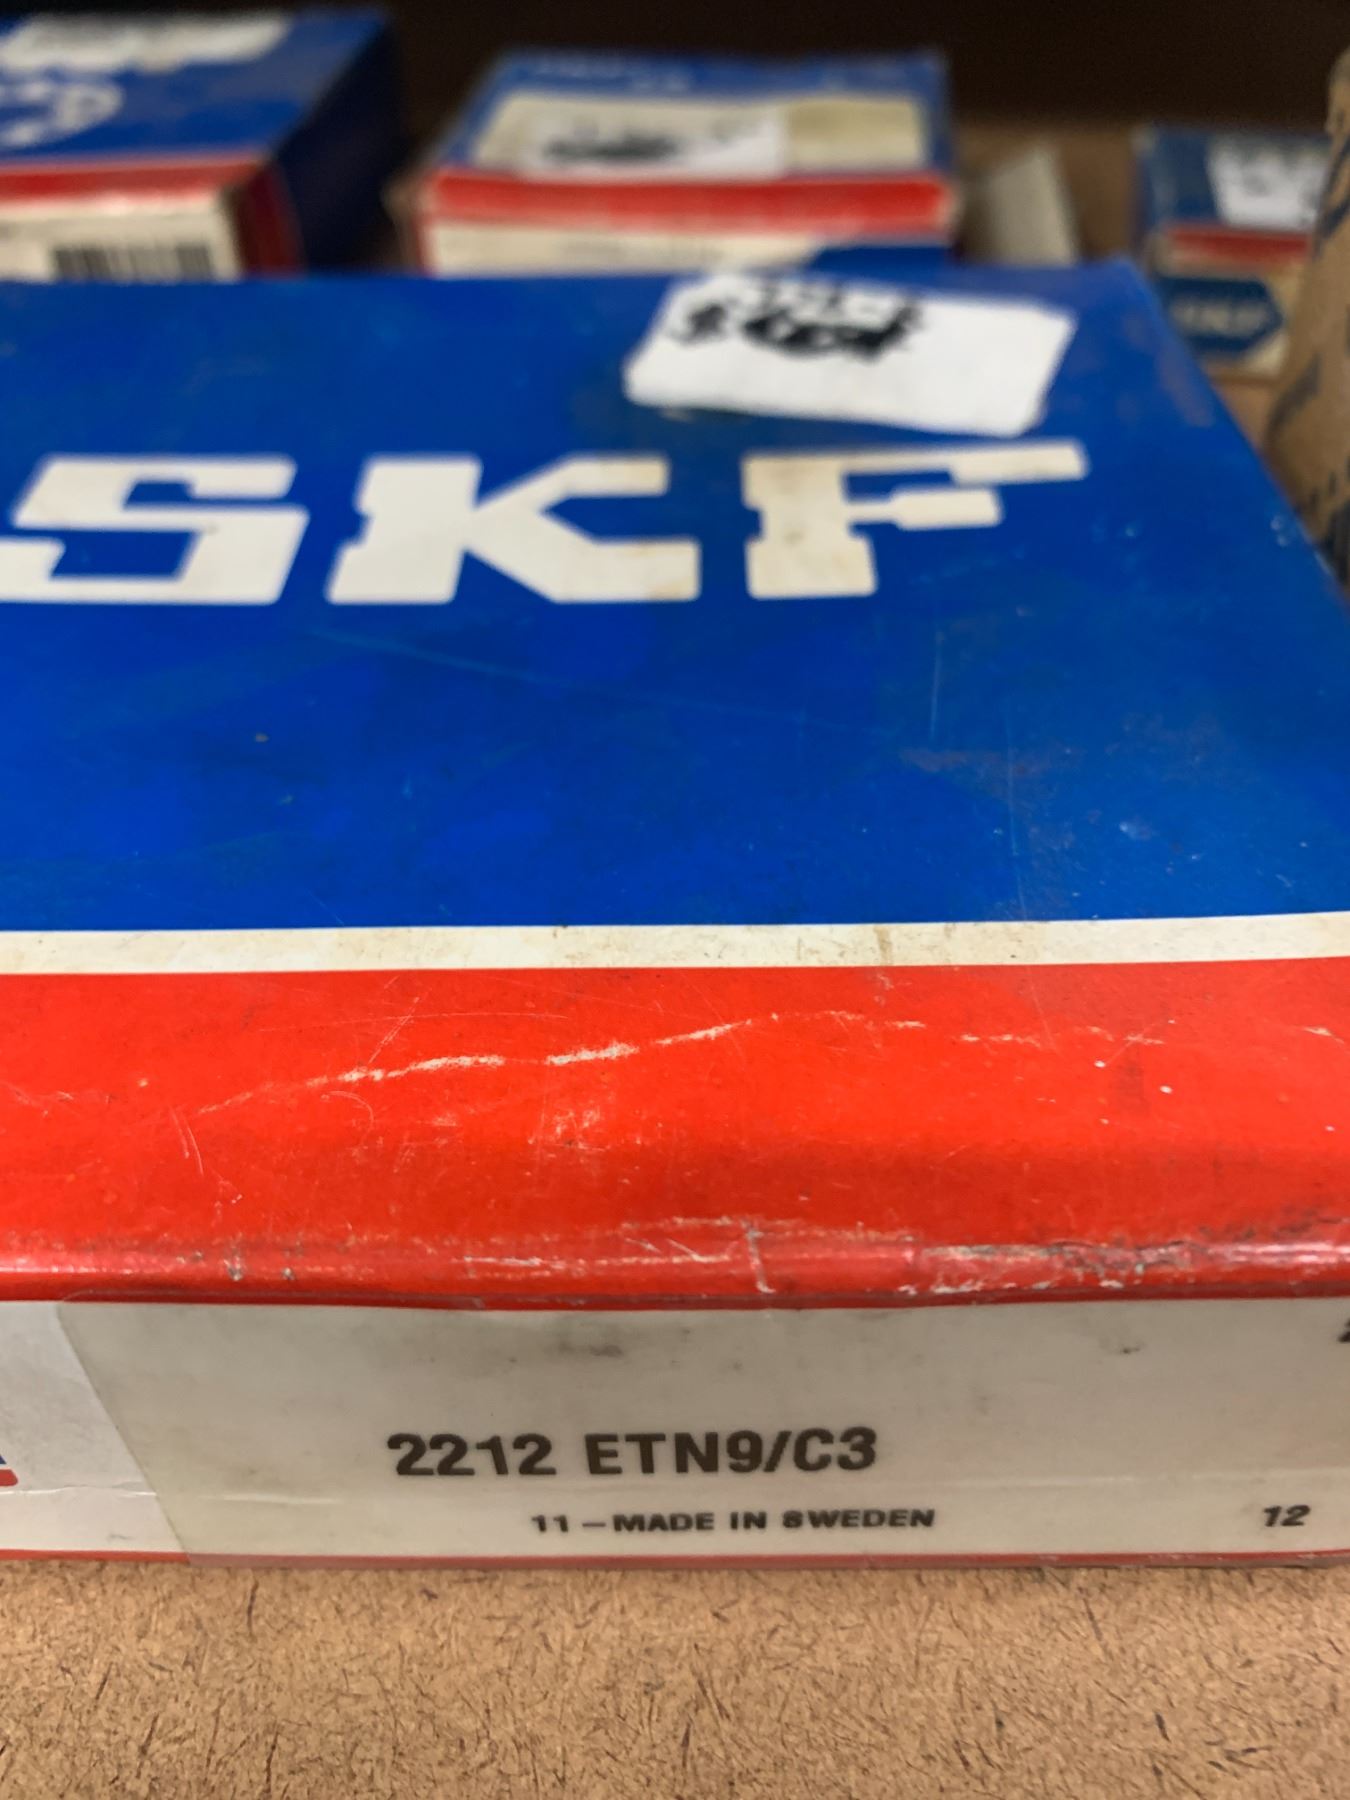 SKF
2212 ETN9/C3
11 – MADE IN SWEDEN
12